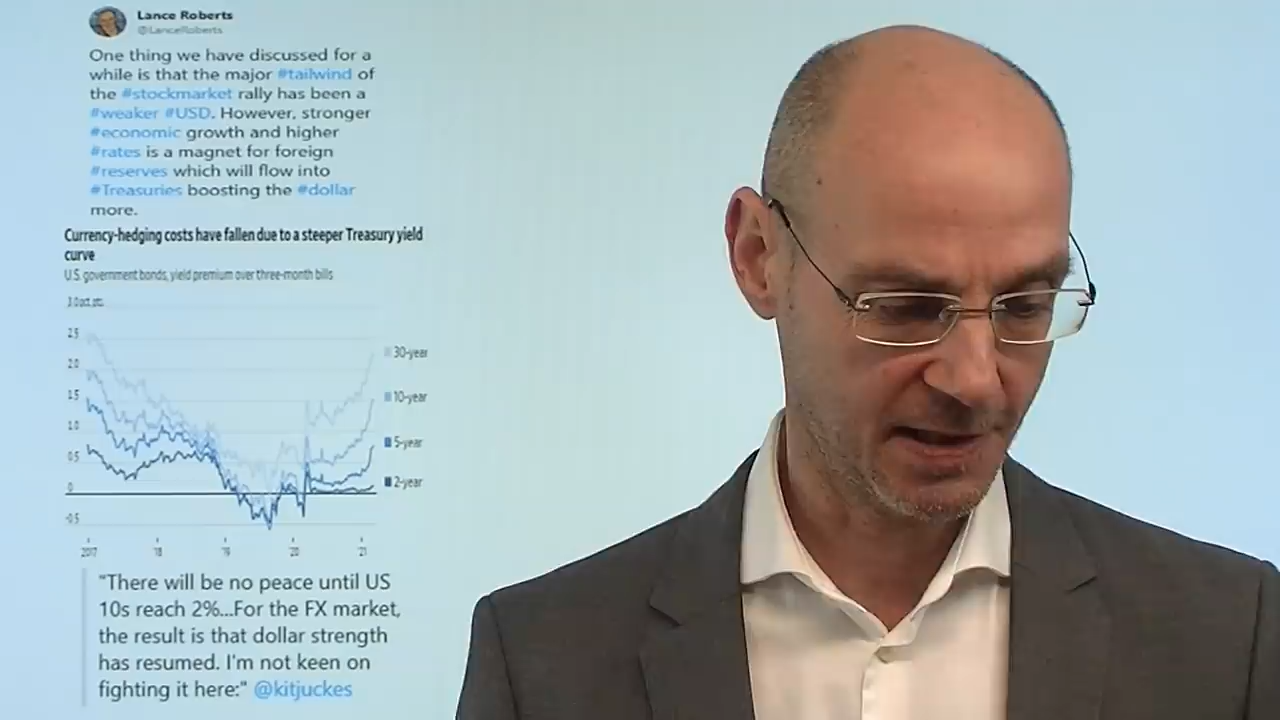 Lance Roberts
@LanceRoberts
One thing we have discussed for a
while is that the major #tailwind of
the #stockmarket rally has been a
#weaker #USD. However, stronger
#economic growth and higher
#rates is a magnet for foreign
#reserves which will flow into
#Treasuries boosting the #dollar
more.
Currency-hedging costs have fallen due to a steeper Treasury yield
curve
U.S. government bonds, yield premium over three-month bills
3.0 pct. pts.
2.5
2.0
1.5
1.0
0.5
0
-0.5
30-year
10-year
5-year
2-year
2017 '18 '19 '20 '21
"There will be no peace until US
10s reach 2%...For the FX market,
the result is that dollar strength
has resumed. I'm not keen on
fighting it here:" @kitjuckes